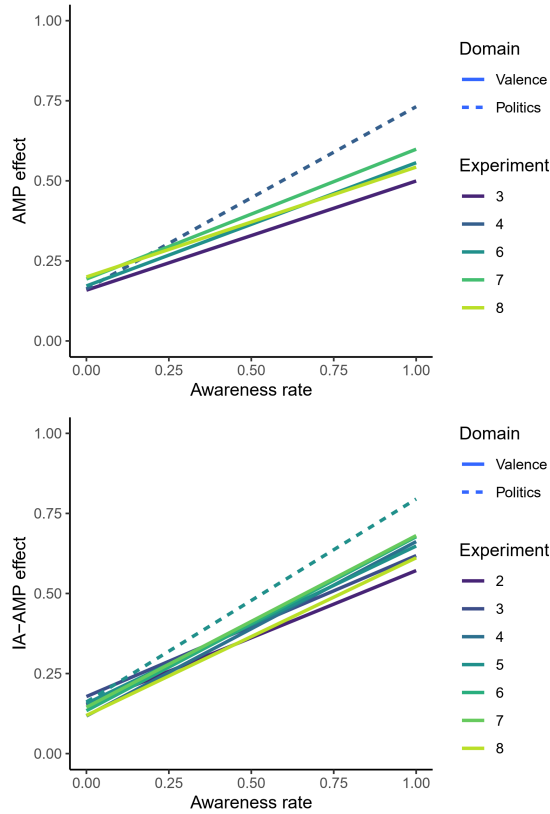 1.00
0.75
0.50
0.25
0.00
AMP effect
0.00 0.25 0.50 0.75 1.00
Awareness rate
Domain
Valence
Politics
Experiment
3
4
6
7
8
1.00
0.75
0.50
0.25
0.00
IA−AMP effect
0.00 0.25 0.50 0.75 1.00
Awareness rate
Domain
Valence
Politics
Experiment
2
3
4
5
6
7
8